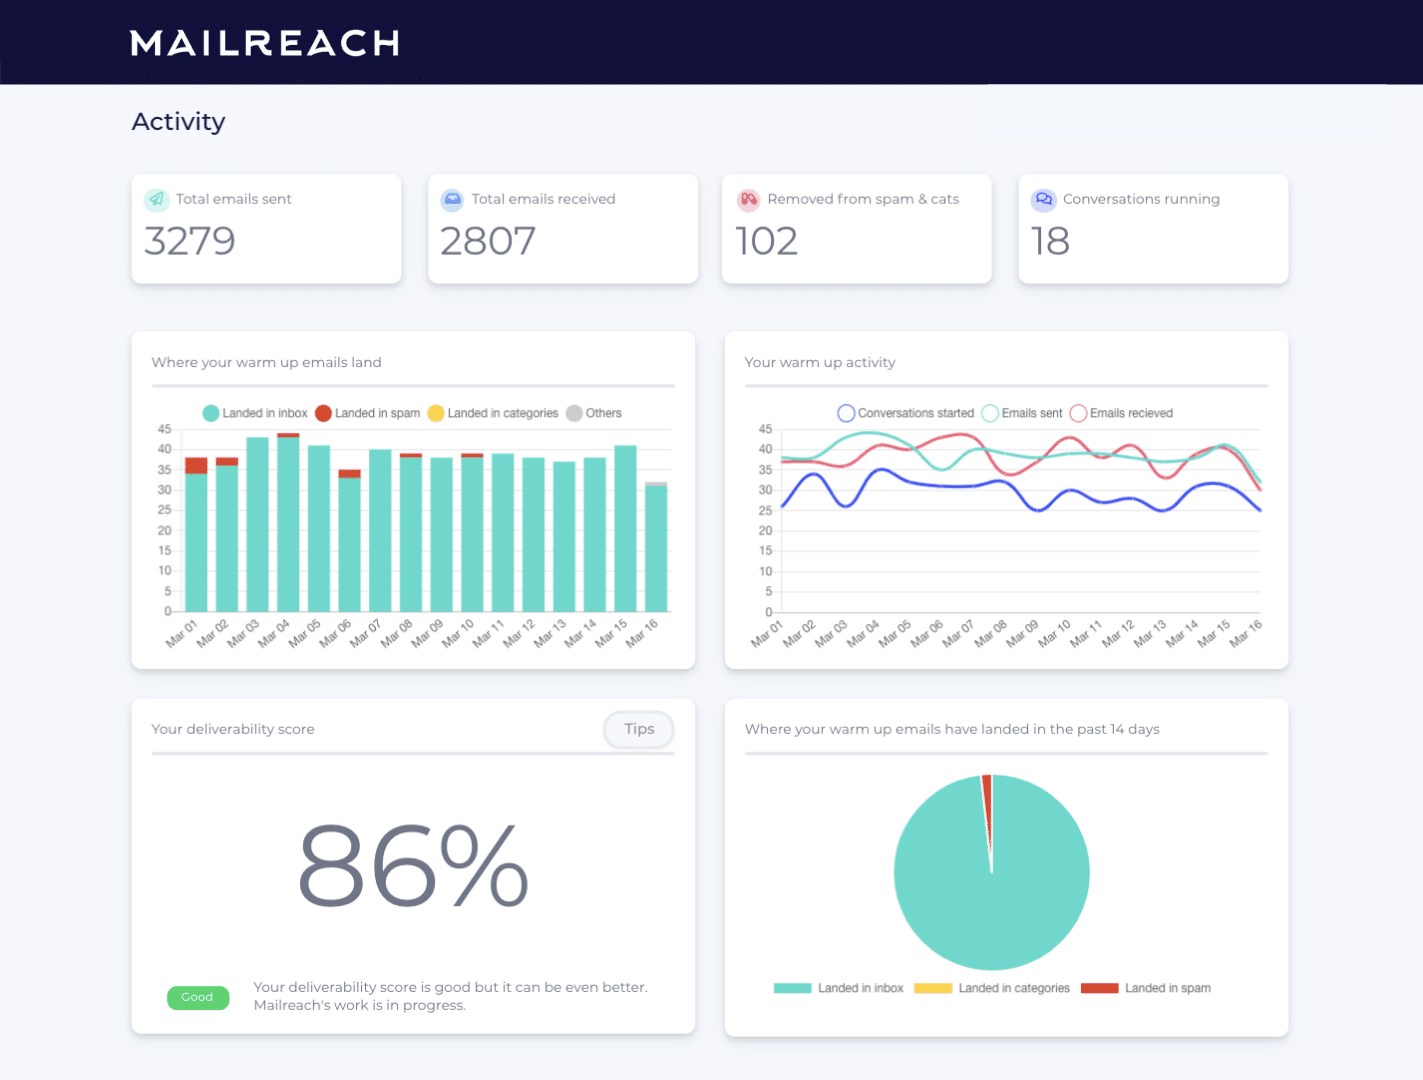 MAILREACH
Activity
Total emails sent
3279
Total emails received
2807
Removed from spam & cats
102
Conversations running
18
Where your warm up emails land
Landed in inbox Landed in spam Landed in categories Others
45
40
35
30
25
20
15
10
5
0
Mar 01 Mar 02 Mar 03 Mar 04 Mar 05 Mar 06 Mar 07 Mar 08 Mar 09 Mar 10 Mar 11 Mar 12 Mar 13 Mar 14 Mar 15 Mar 16
Your warm up activity
Conversations started Emails sent Emails recieved
45
40
35
30
25
20
15
10
5
0
Mar 01 Mar 02 Mar 03 Mar 04 Mar 05 Mar 06 Mar 07 Mar 08 Mar 09 Mar 10 Mar 11 Mar 12 Mar 13 Mar 14 Mar 15 Mar 16
Your deliverability score
Tips
86%
Good
Your deliverability score is good but it can be even better.
Mailreach's work is in progress.
Where your warm up emails have landed in the past 14 days
Landed in inbox Landed in categories Landed in spam